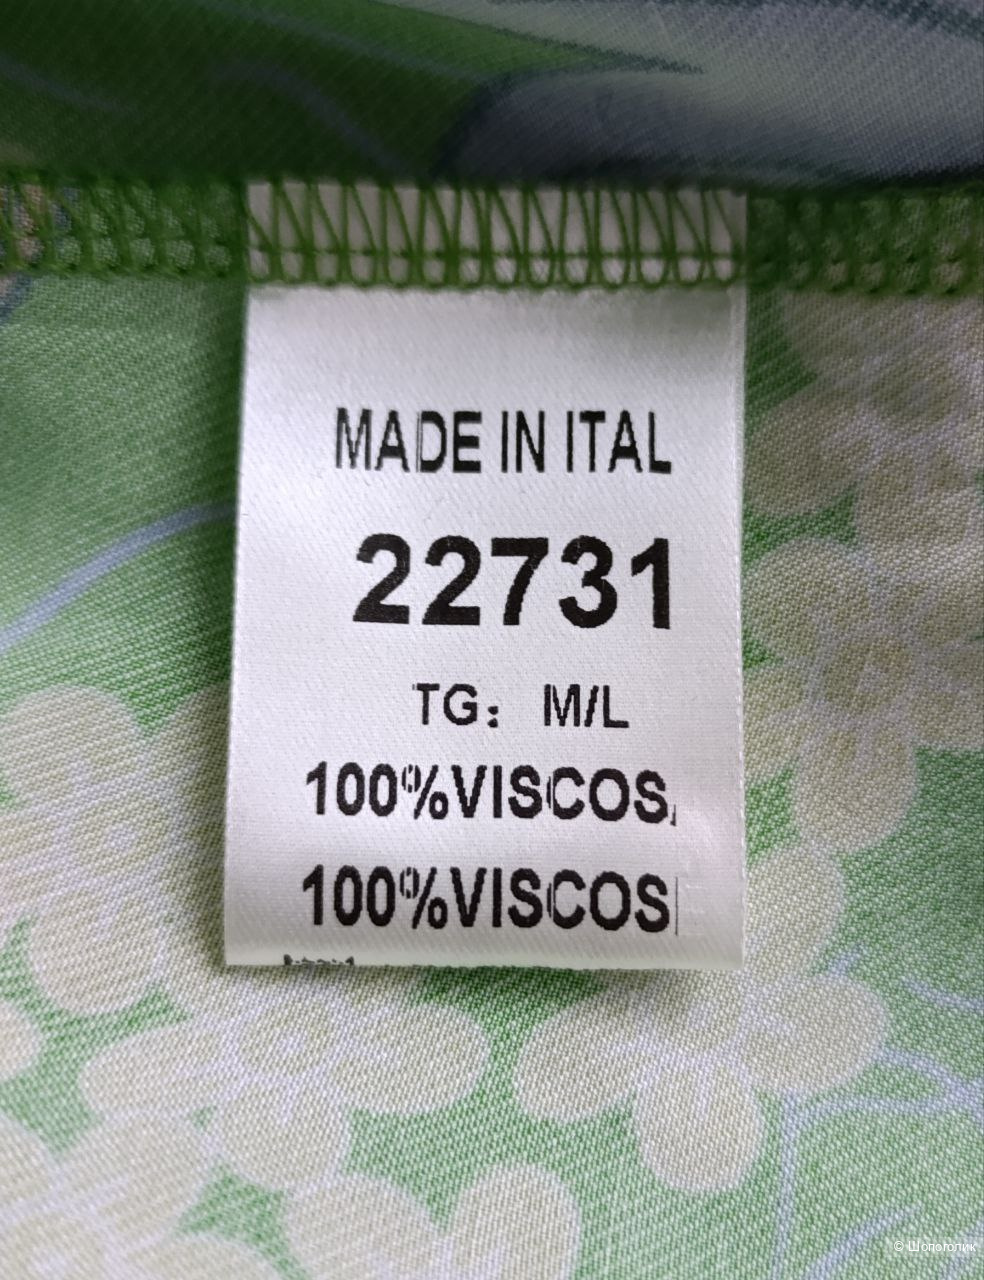 MADE IN ITAL
22731
TG: M/L
100%VISCOS
100%VISCOS
© Шопоголик